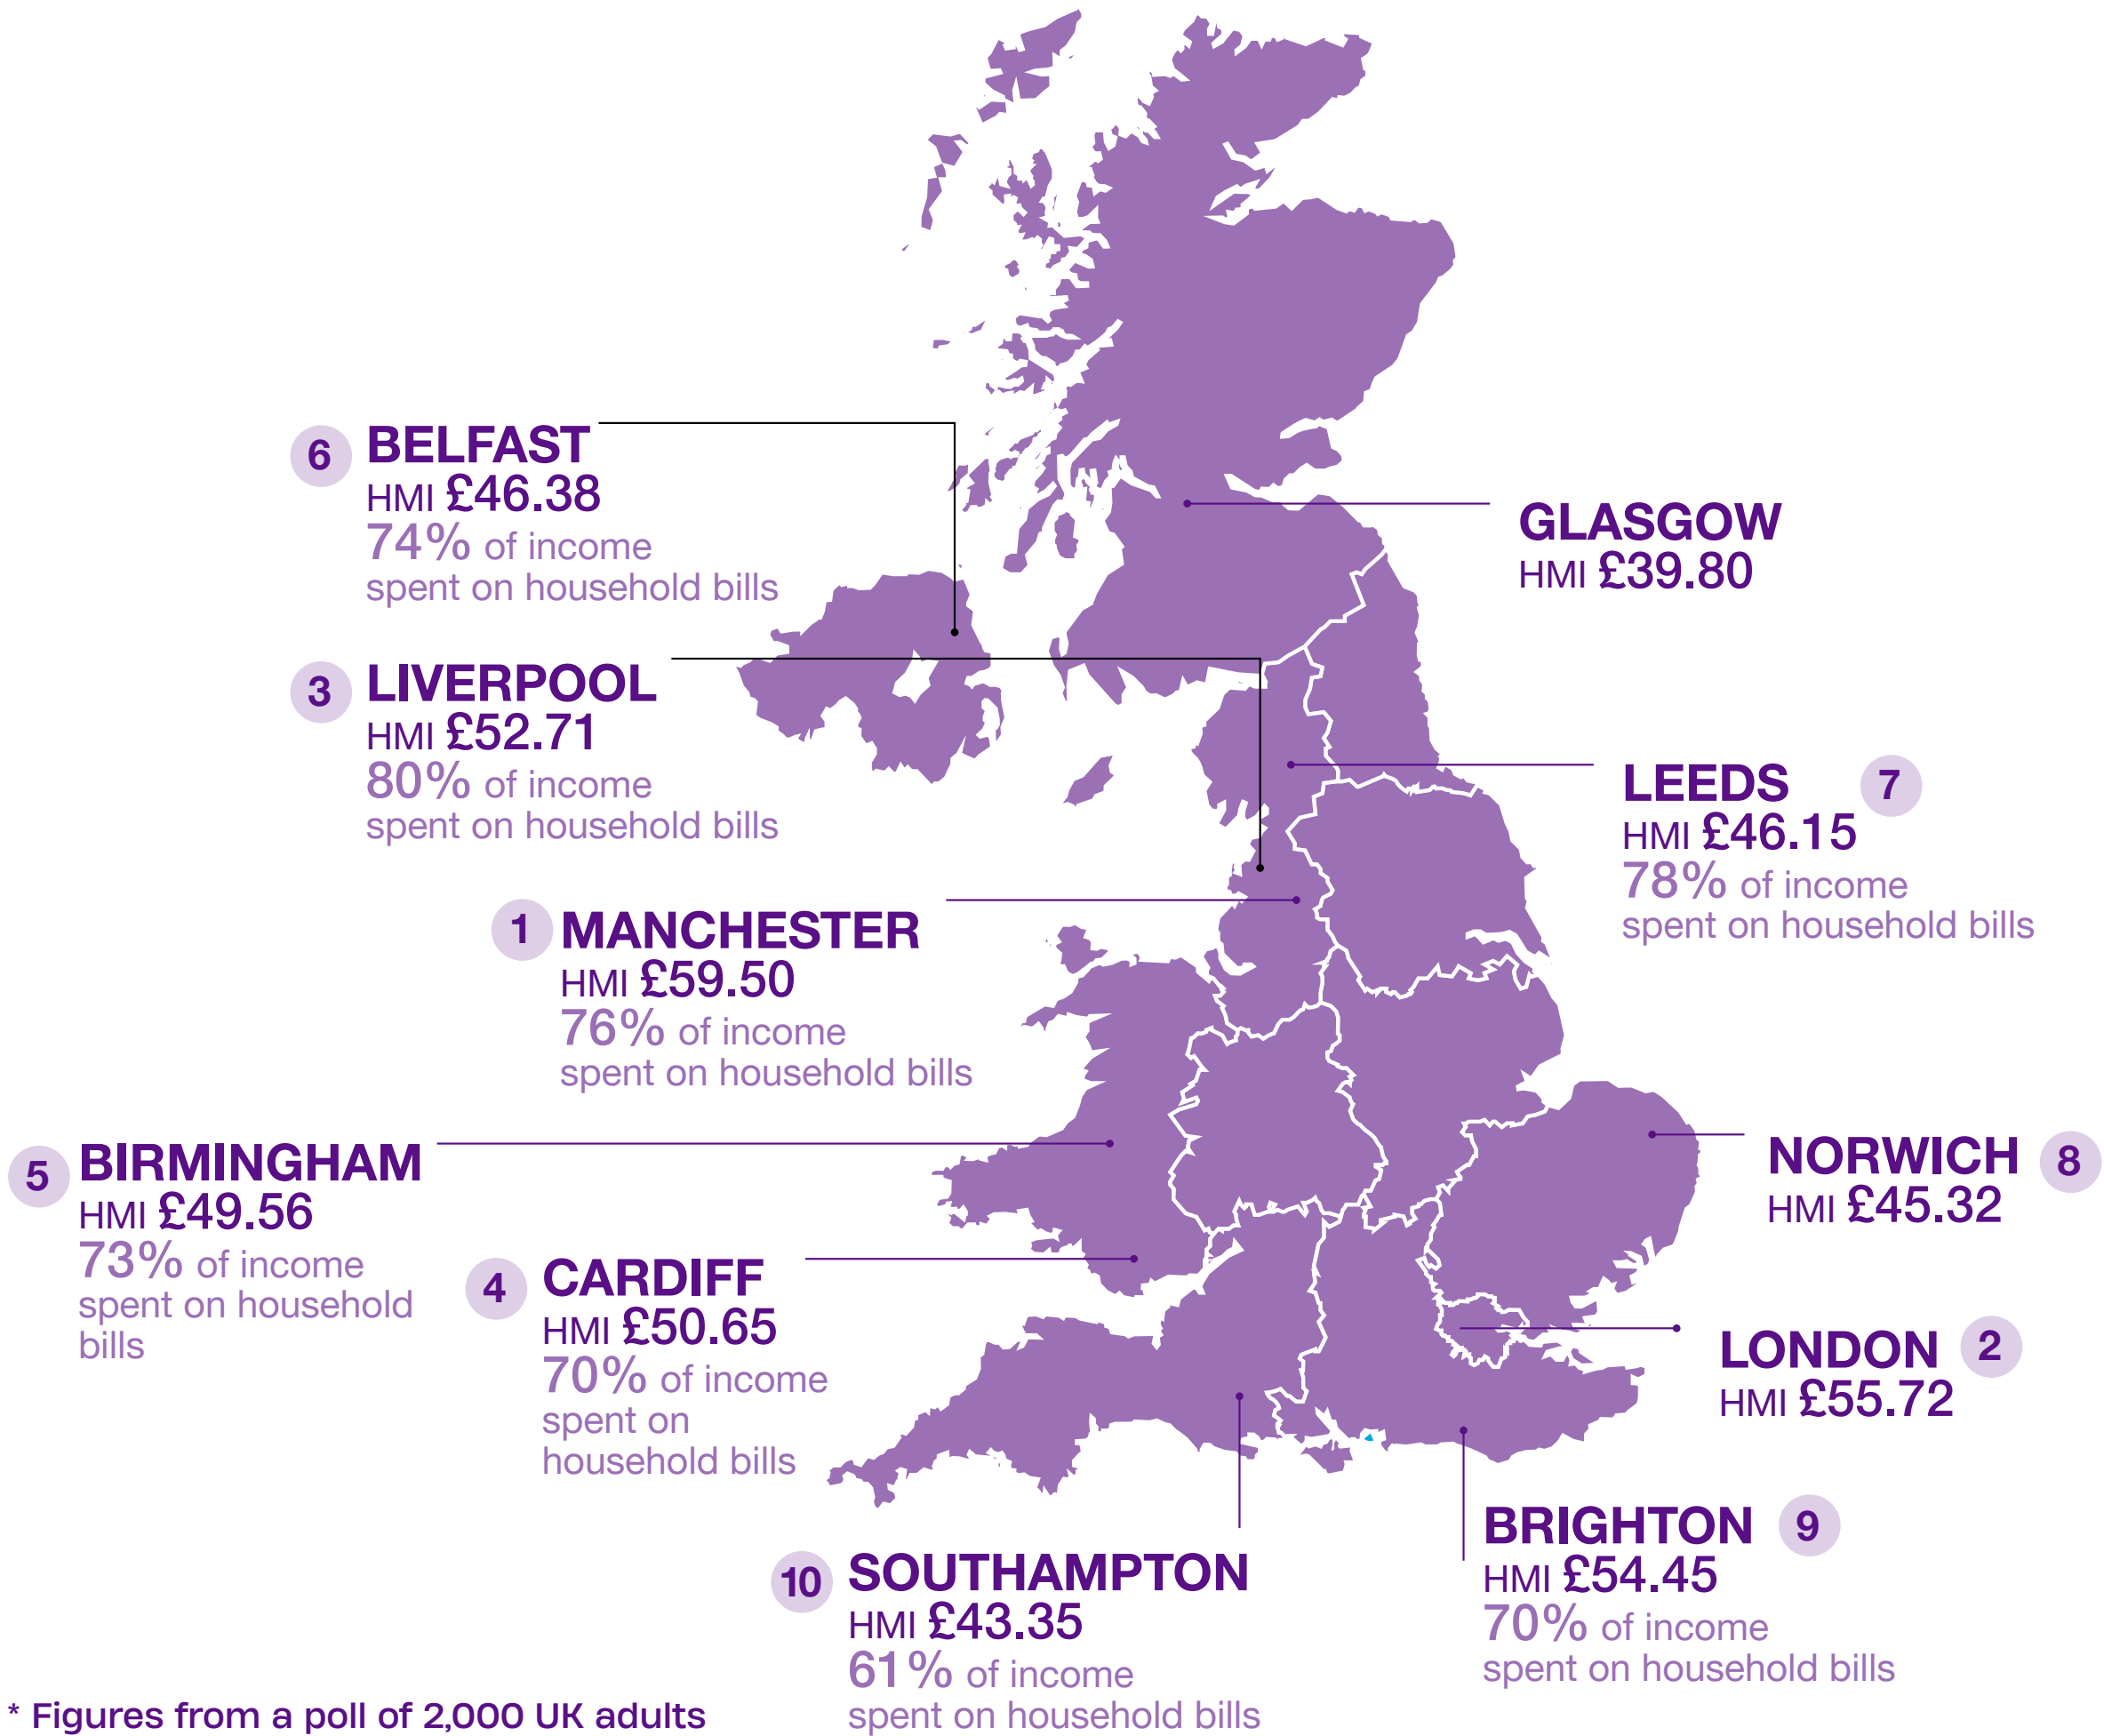 6
BELFAST
HMI £46.38
74% of income
spent on household bills
GLASGOW
HMI £39.80
3
LIVERPOOL
HMI £52.71
80% of income
spent on household bills
LEEDS
7
HMI £46.15
78% of income
spent on household bills
1
MANCHESTER
HMI £59.50
76% of income
spent on household bills
5
BIRMINGHAM
HMI £49.56
73% of income
spent on household
bills
NORWICH
8
HMI £45.32
4
CARDIFF
HMI £50.65
70% of income
spent on
household bills
LONDON
2
HMI £55.72
BRIGHTON
9
HMI £54.45
70% of income
spent on household bills
10
SOUTHAMPTON
HMI £43.35
61% of income
spent on household bills
* Figures from a poll of 2,000 UK adults